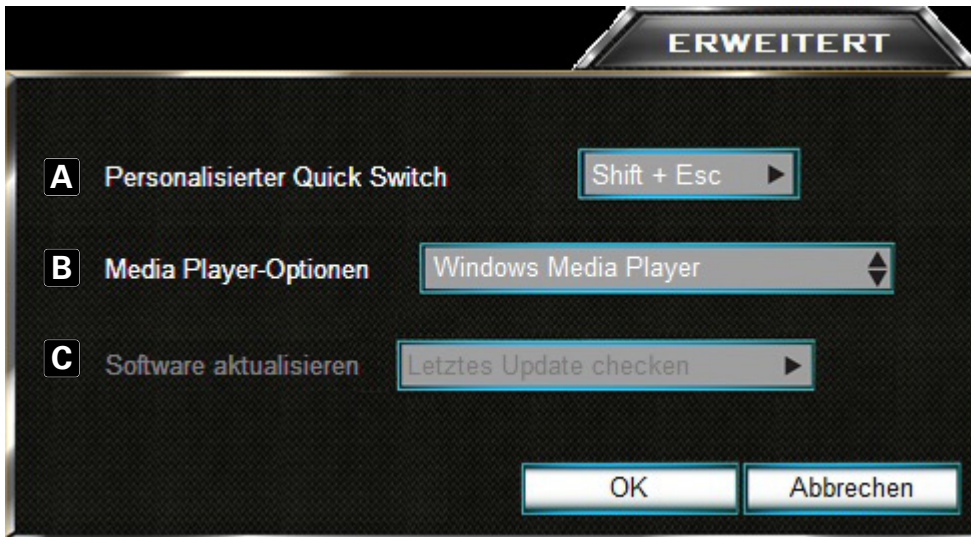 ERWEITERT
A Personalisierter Quick Switch Shift + Esc
B Media Player-Optionen Windows Media Player
C Software aktualisieren Letztes Update checken
OK Abbrechen